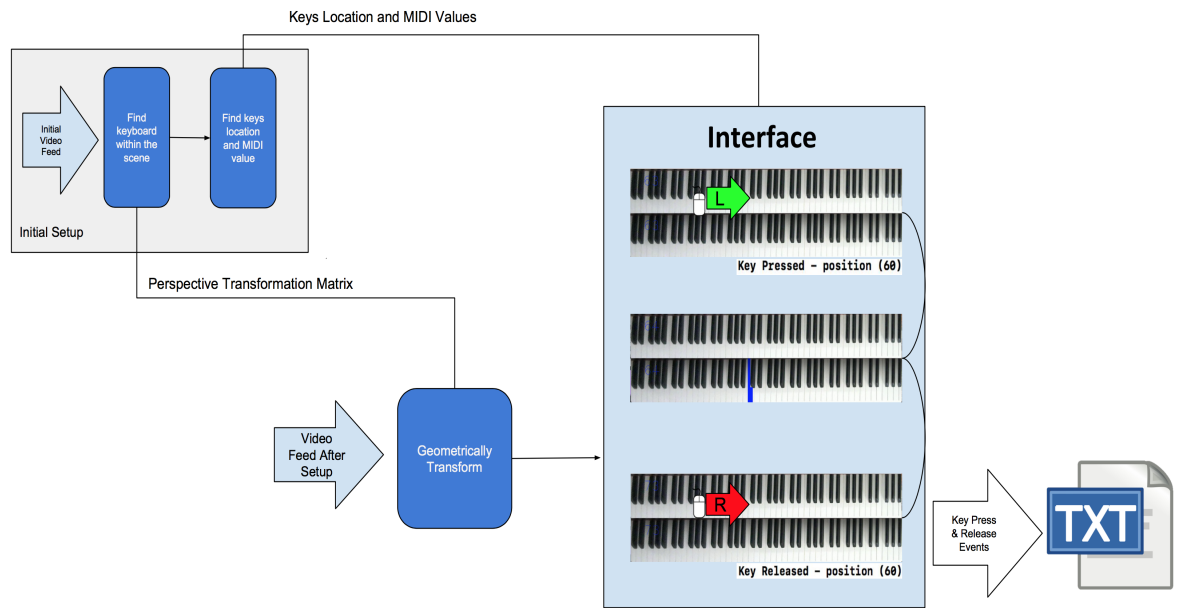 Keys Location and MIDI Values
Initial
Video
Feed
Find
keyboard
within the
scene
Find keys
location
and MIDI
value
Initial Setup
Perspective Transformation Matrix
Video
Feed After
Setup
Geometrically
Transform
Interface
L
Key Pressed – position (60)
R
Key Released – position (60)
Key Press
& Release
Events
TXT